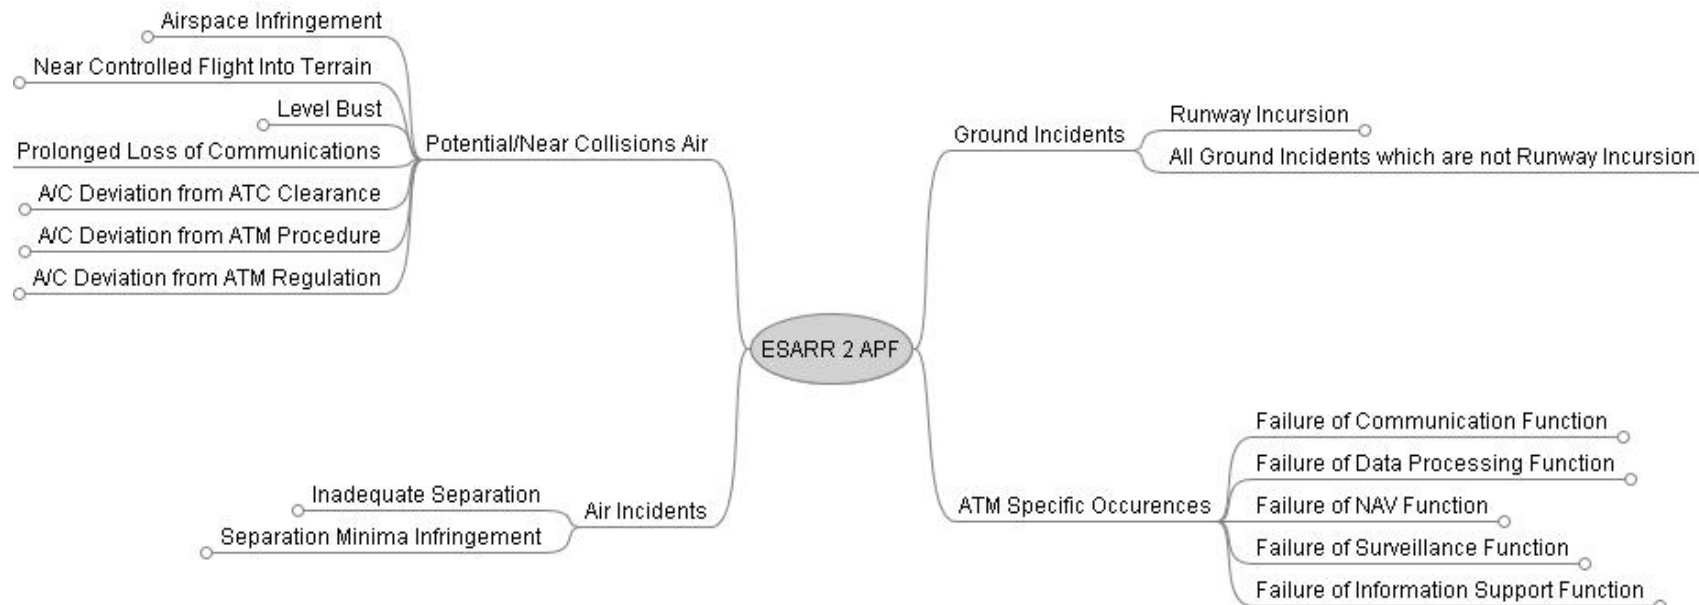 Airspace Infringement
Near Controlled Flight Into Terrain
Level Bust
Prolonged Loss of Communications
A/C Deviation from ATC Clearance
A/C Deviation from ATM Procedure
A/C Deviation from ATM Regulation
Potential/Near Collisions Air
Inadequate Separation
Separation Minima Infringement
Air Incidents
ESARR 2 APF
Ground Incidents
Runway Incursion
All Ground Incidents which are not Runway Incursion
ATM Specific Occurences
Failure of Communication Function
Failure of Data Processing Function
Failure of NAV Function
Failure of Surveillance Function
Failure of Information Support Function